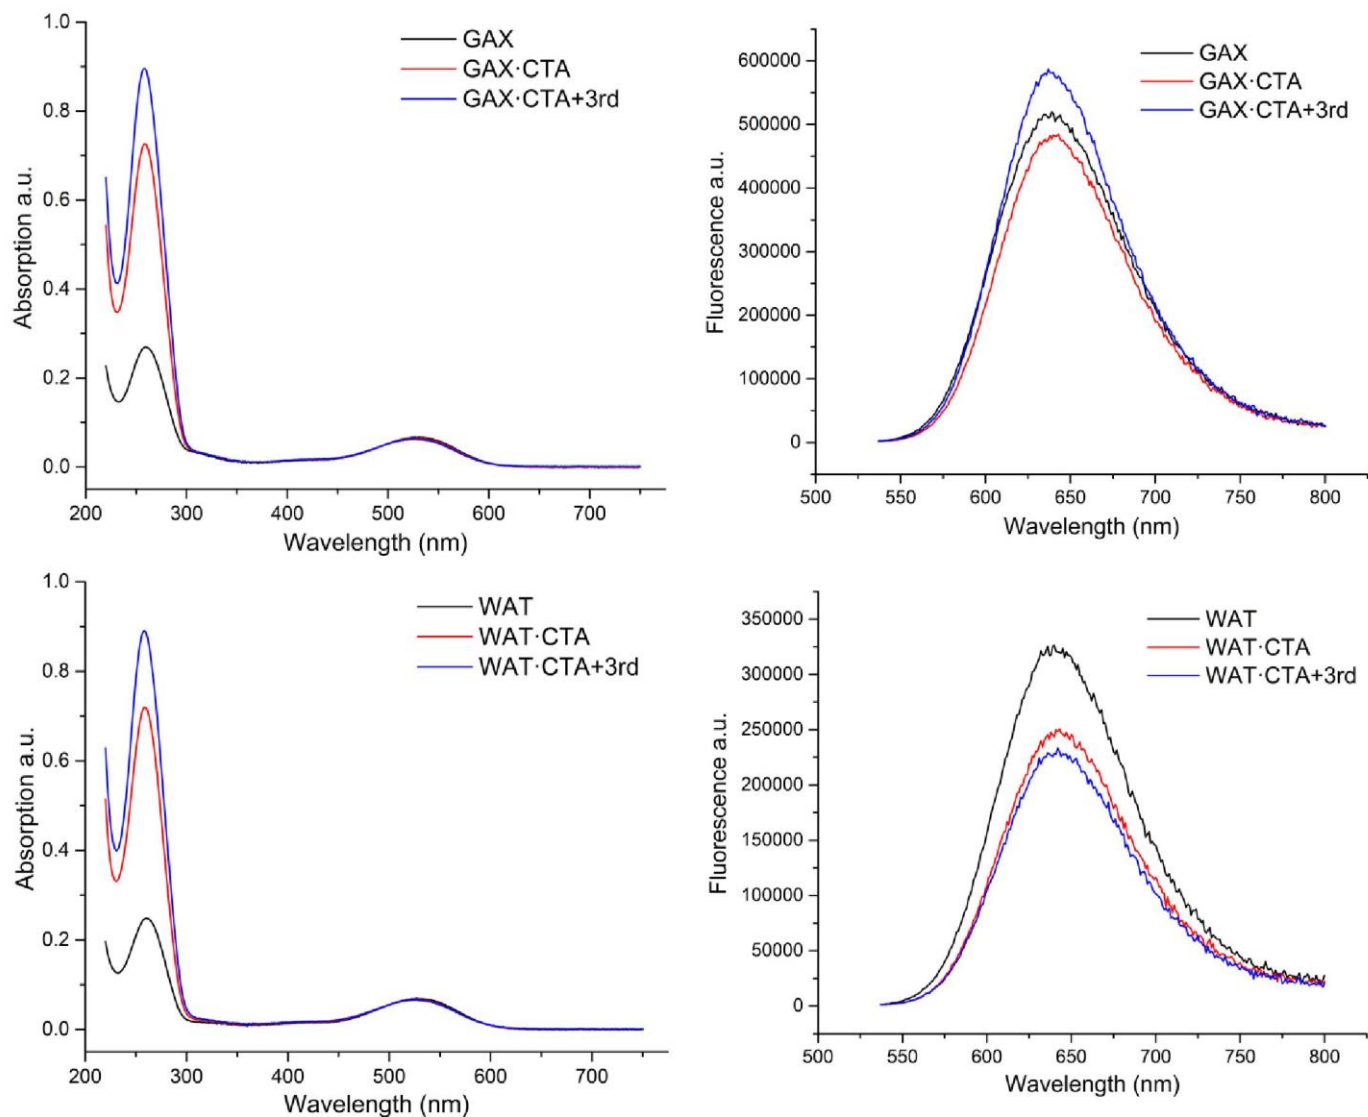 GAX
GAX·CTA
GAX·CTA+3rd
1.0
0.8
0.6
0.4
0.2
0.0
Absorption a.u.
200 300 400 500 600 700
Wavelength (nm)
GAX
GAX·CTA
GAX·CTA+3rd
600000
500000
400000
300000
200000
100000
0
Fluorescence a.u.
500 550 600 650 700 750 800
Wavelength (nm)
WAT
WAT·CTA
WAT·CTA+3rd
1.0
0.8
0.6
0.4
0.2
0.0
Absorption a.u.
200 300 400 500 600 700
Wavelength (nm)
WAT
WAT·CTA
WAT·CTA+3rd
350000
300000
250000
200000
150000
100000
50000
0
Fluorescence a.u.
500 550 600 650 700 750 800
Wavelength (nm)